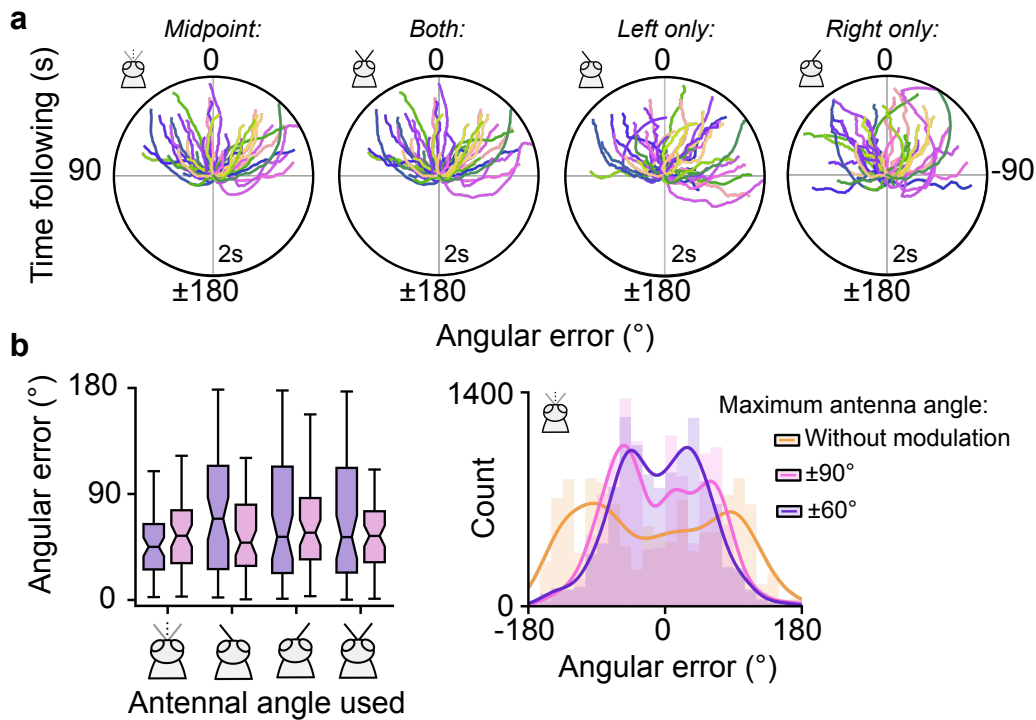 a
Midpoint:
Both:
Left only:
Right only:
0
0
0
0
Time following (s)
90
-90
2s
2s
2s
2s
±180
±180
±180
±180
Angular error (°)
b
Angular error (°)
180
90
0
Antennal angle used
1400
Count
0
-180
0
180
Angular error (°)
Maximum antenna angle:
Without modulation
±90°
±60°